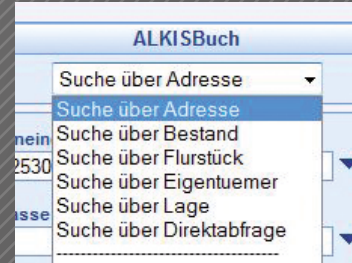 ALKISBuch
Suche über Adresse
Suche über Adresse
Suche über Bestand
Suche über Flurstück
Suche über Eigentuemer
Suche über Lage
Suche über Direktabfrage
-------------------------------------